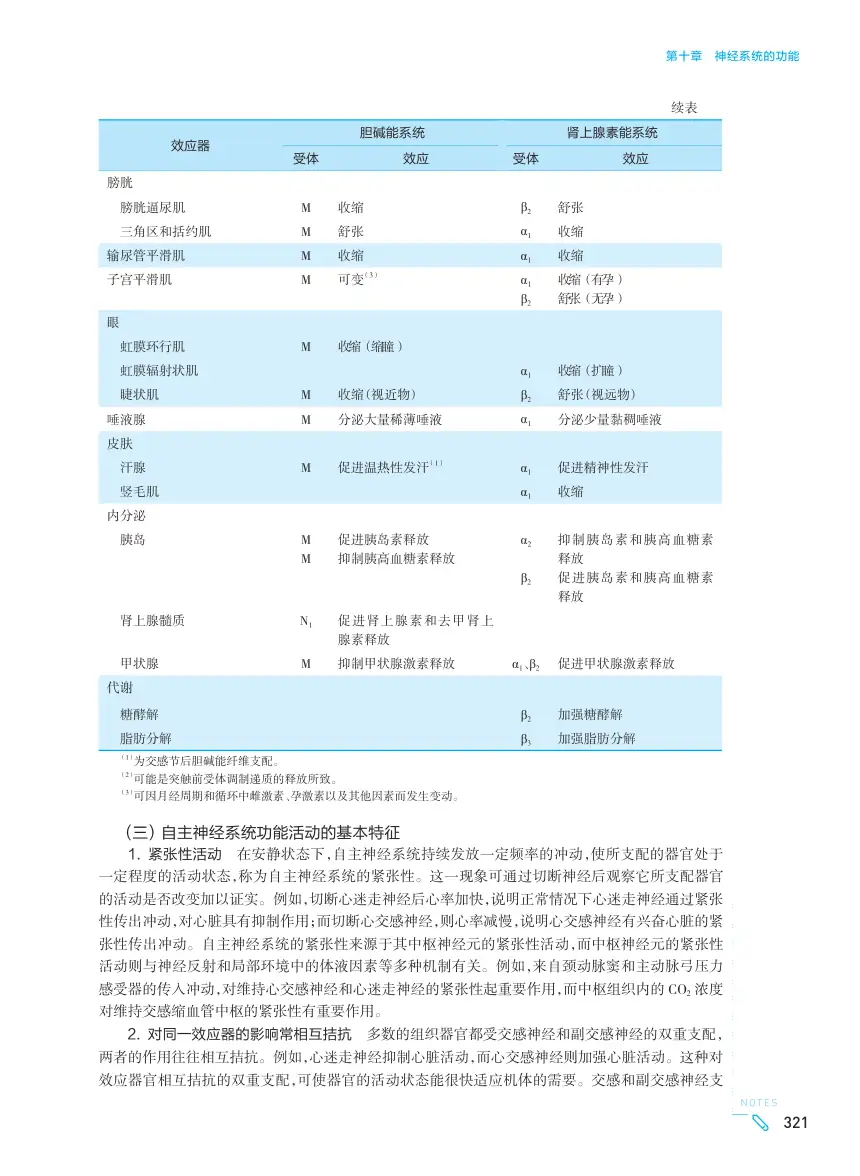 第十章 神经系统的功能
续表
效应器 胆碱能系统 肾上腺素能系统
受体 效应 受体 效应
膀胱
膀胱逼尿肌 M 收缩 β₂ 舒张
三角区和括约肌 M 舒张 α₁ 收缩
输尿管平滑肌 M 收缩 α₁ 收缩
子宫平滑肌 M 可变⁽³⁾ α₁ 收缩（有孕）
β₂ 舒张（无孕）
眼
虹膜环行肌 M 收缩（缩瞳）
虹膜辐射状肌 α₁ 收缩（扩瞳）
睫状肌 M 收缩（视近物） β₂ 舒张（视远物）
唾液腺 M 分泌大量稀薄唾液 α₁ 分泌少量黏稠唾液
皮肤
汗腺 M 促进温热性发汗⁽¹⁾ α₁ 促进精神性发汗
竖毛肌 α₁ 收缩
内分泌
胰岛 M 促进胰岛素释放 α₂ 抑制胰岛素和胰高血糖素
M 抑制胰高血糖素释放 释放
β₂ 促进胰岛素和胰高血糖素
释放
肾上腺髓质 N₁ 促进肾上腺素和去甲肾上
腺素释放
甲状腺 M 抑制甲状腺激素释放 α₁、β₂ 促进甲状腺激素释放
代谢
糖酵解 β₂ 加强糖酵解
脂肪分解 β₃ 加强脂肪分解
⁽¹⁾为交感节后胆碱能纤维支配。
⁽²⁾可能是突触前受体调制递质的释放所致。
⁽³⁾可因月经周期和循环中雌激素、孕激素以及其他因素而发生变动。
（三）自主神经系统功能活动的基本特征
1. 紧张性活动 在安静状态下，自主神经系统持续发放一定频率的冲动，使所支配的器官处于
一定程度的活动状态，称为自主神经系统的紧张性。这一现象可通过切断神经后观察它所支配器官
的活动是否改变加以证实。例如，切断心迷走神经后心率加快，说明正常情况下心迷走神经通过紧张
性传出冲动，对心脏具有抑制作用；而切断心交感神经，则心率减慢，说明心交感神经有兴奋心脏的紧
张性传出冲动。自主神经系统的紧张性来源于其中枢神经元的紧张性活动，而中枢神经元的紧张性
活动则与神经反射和局部环境中的体液因素等多种机制有关。例如，来自颈动脉窦和主动脉弓压力
感受器的传入冲动，对维持心交感神经和心迷走神经的紧张性起重要作用，而中枢组织内的 CO₂ 浓度
对维持交感缩血管中枢的紧张性有重要作用。
2. 对同一效应器的影响常相互拮抗 多数的组织器官都受交感神经和副交感神经的双重支配，
两者的作用往往相互拮抗。例如，心迷走神经抑制心脏活动，而心交感神经则加强心脏活动。这种对
效应器官相互拮抗的双重支配，可使器官的活动状态能很快适应机体的需要。交感和副交感神经支
NOTES
321